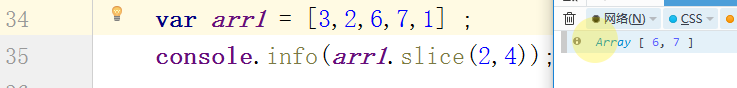 34 var arr1 = [3,2,6,7,1] ;
35 console.info(arr1.slice(2,4));
网络(N) CSS
Array [ 6, 7 ]